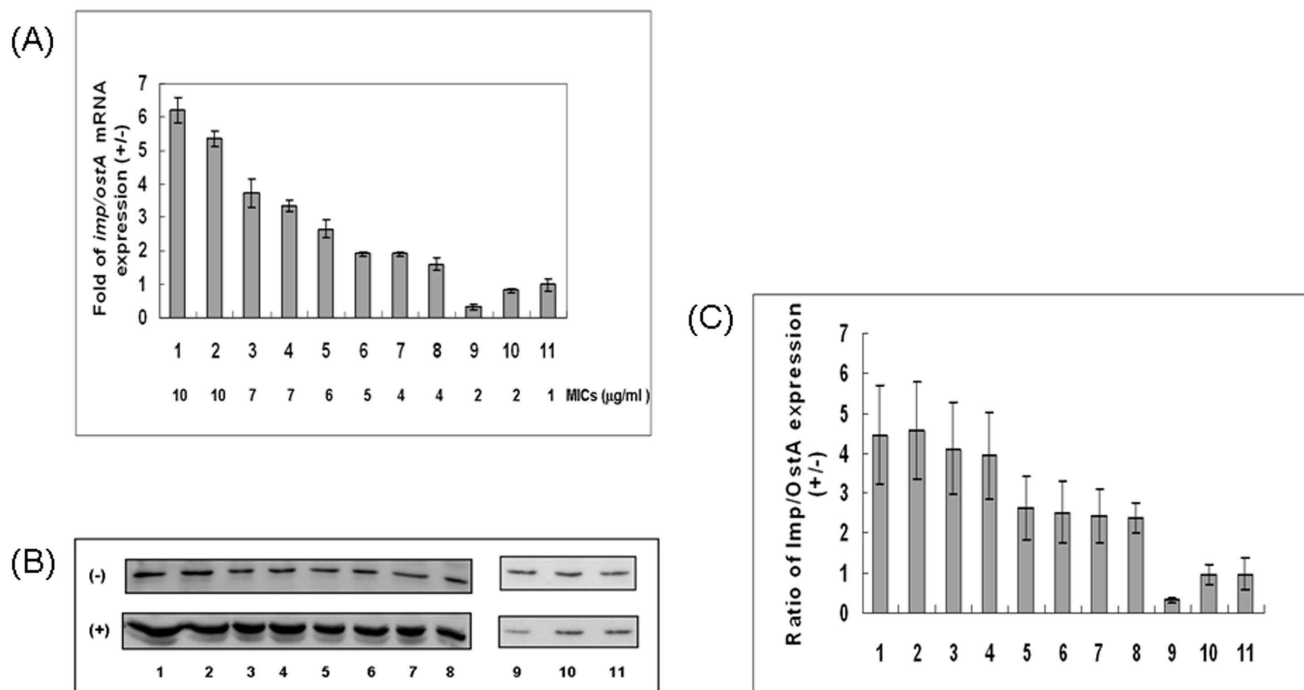 (A)
Fold of imp/ostA mRNA
expression (+/-)
7
6
5
4
3
2
1
0
1 2 3 4 5 6 7 8 9 10 11
10 10 7 7 6 5 4 4 2 2 1 MICs (μg/ml )
(B)
(-)
(+)
1 2 3 4 5 6 7 8 9 10 11
(C)
Ratio of Imp/OstA expression
(+/-)
7
6
5
4
3
2
1
0
1 2 3 4 5 6 7 8 9 10 11